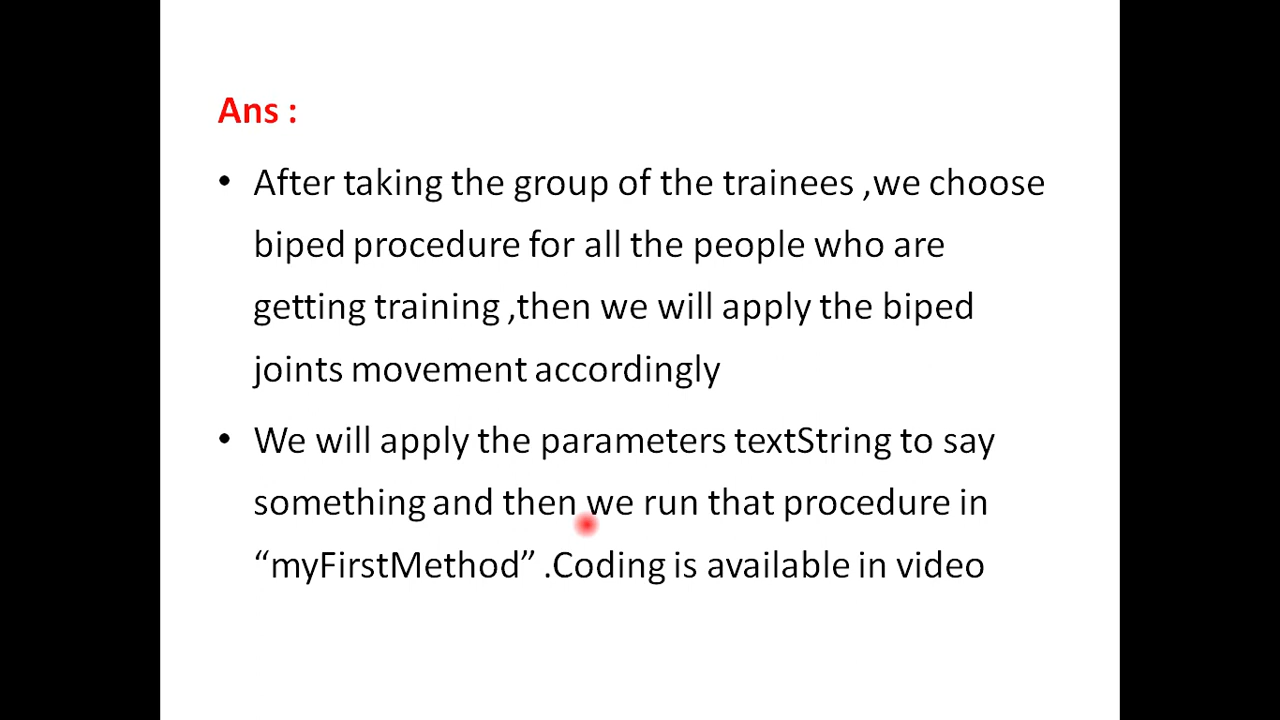 Ans :
• After taking the group of the trainees ,we choose
biped procedure for all the people who are
getting training ,then we will apply the biped
joints movement accordingly
• We will apply the parameters textString to say
something and then we run that procedure in
“myFirstMethod” .Coding is available in video